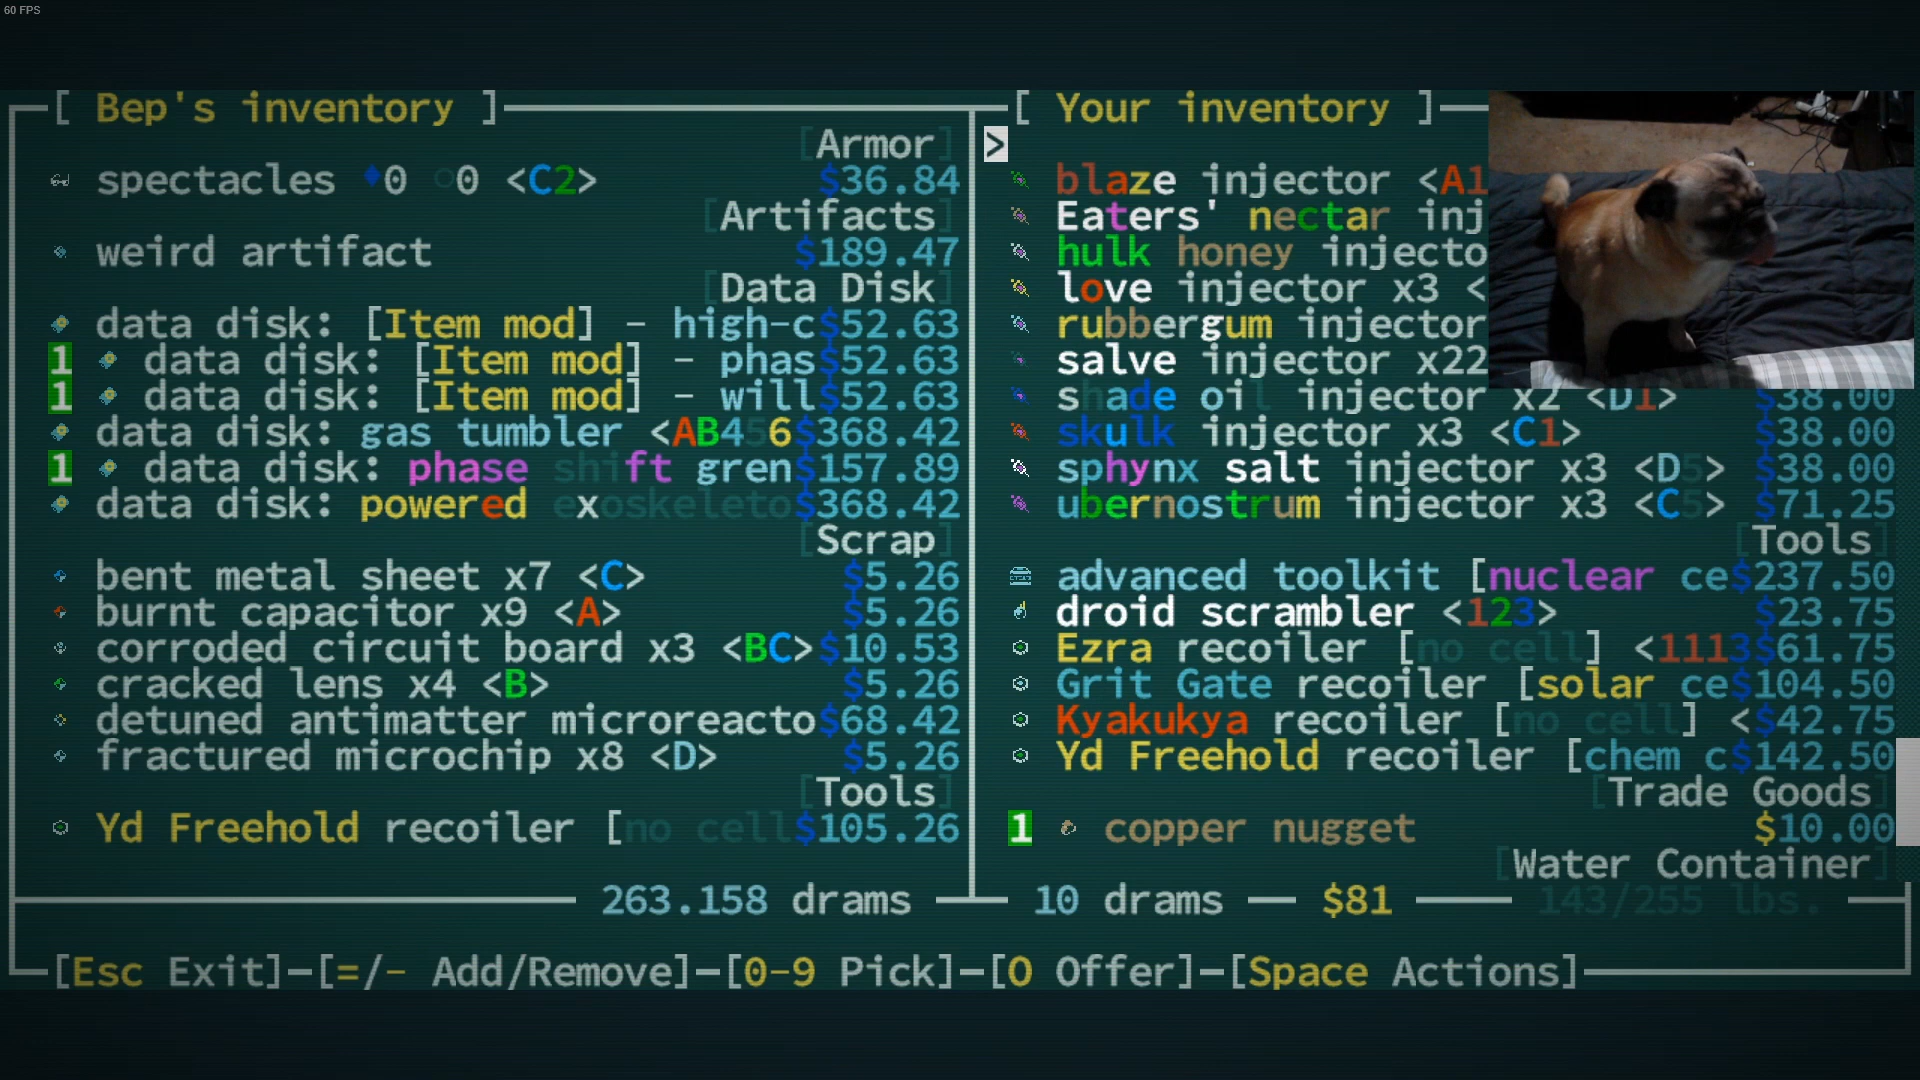 60 FPS
[ Bep's inventory ]
[Armor]
spectacles ♦0 ○0 <C2> $36.84
[Artifacts]
weird artifact $189.47
[Data Disk]
data disk: [Item mod] - high-c$52.63
1 data disk: [Item mod] - phas$52.63
1 data disk: [Item mod] - will$52.63
data disk: gas tumbler <AB456$368.42
1 data disk: phase shift gren$157.89
data disk: powered exoskeleto$368.42
[Scrap]
bent metal sheet x7 <C> $5.26
burnt capacitor x9 <A> $5.26
corroded circuit board x3 <BC>$10.53
cracked lens x4 <B> $5.26
detuned antimatter microreacto$68.42
fractured microchip x8 <D> $5.26
[Tools]
Yd Freehold recoiler [no cell$105.26
263.158 drams
[ Your inventory ]
>
blaze injector <A1
Eaters' nectar inj
hulk honey injecto
love injector x3 <
rubbergum injector
salve injector x22
shade oil injector x2 <D1> $38.00
skulk injector x3 <C1> $38.00
sphynx salt injector x3 <D5> $38.00
ubernostrum injector x3 <C5> $71.25
[Tools]
advanced toolkit [nuclear ce$237.50
droid scrambler <123> $23.75
Ezra recoiler [no cell] <1113$61.75
Grit Gate recoiler [solar ce$104.50
Kyakukya recoiler [no cell] <$42.75
Yd Freehold recoiler [chem c$142.50
[Trade Goods]
1 copper nugget $10.00
[Water Container]
10 drams $81 143/255 lbs.
[Esc Exit]-[=/- Add/Remove]-[0-9 Pick]-[O Offer]-[Space Actions]